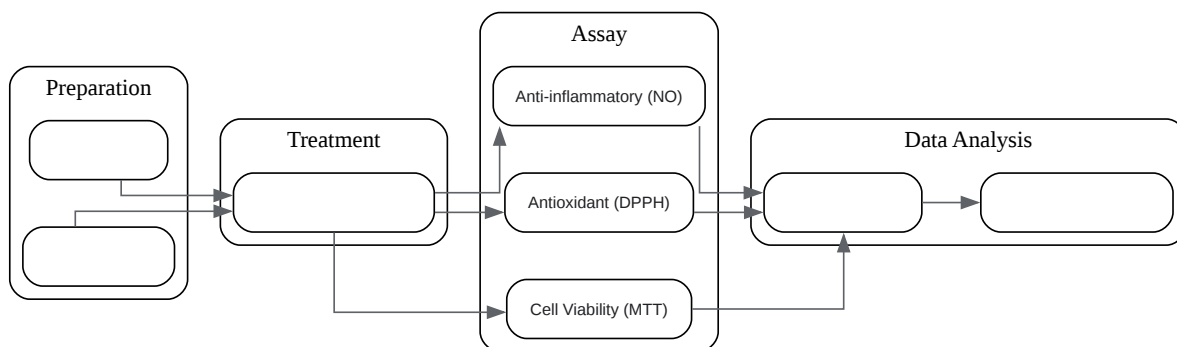 Preparation
Treatment
Assay
Anti-inflammatory (NO)
Antioxidant (DPPH)
Cell Viability (MTT)
Data Analysis